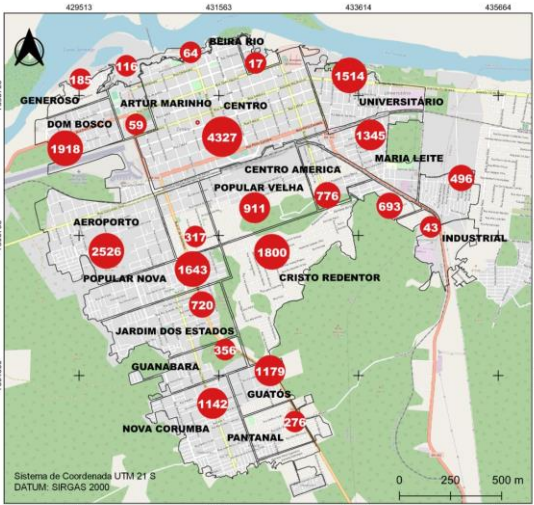 429513 431563 433614 435664
BEIRA RIO
64
17
116
185
1514
GENEROSO
ARTUR MARINHO CENTRO
UNIVERSITÁRIO
DOM BOSCO
59
1918
4327
1345
MARIA LEITE
CENTRO AMERICA
496
POPULAR VELHA
776
911
693
AEROPORTO
43
317
INDUSTRIAL
2526
1800
1643
POPULAR NOVA
CRISTO REDENTOR
720
JARDIM DOS ESTADOS
356
GUANABARÁ
1179
GUATÓS
1142
276
NOVA CORUMBA
PANTANAL
Sistema de Coordenada UTM 21 S
DATUM: SIRGAS 2000
0 250 500 m